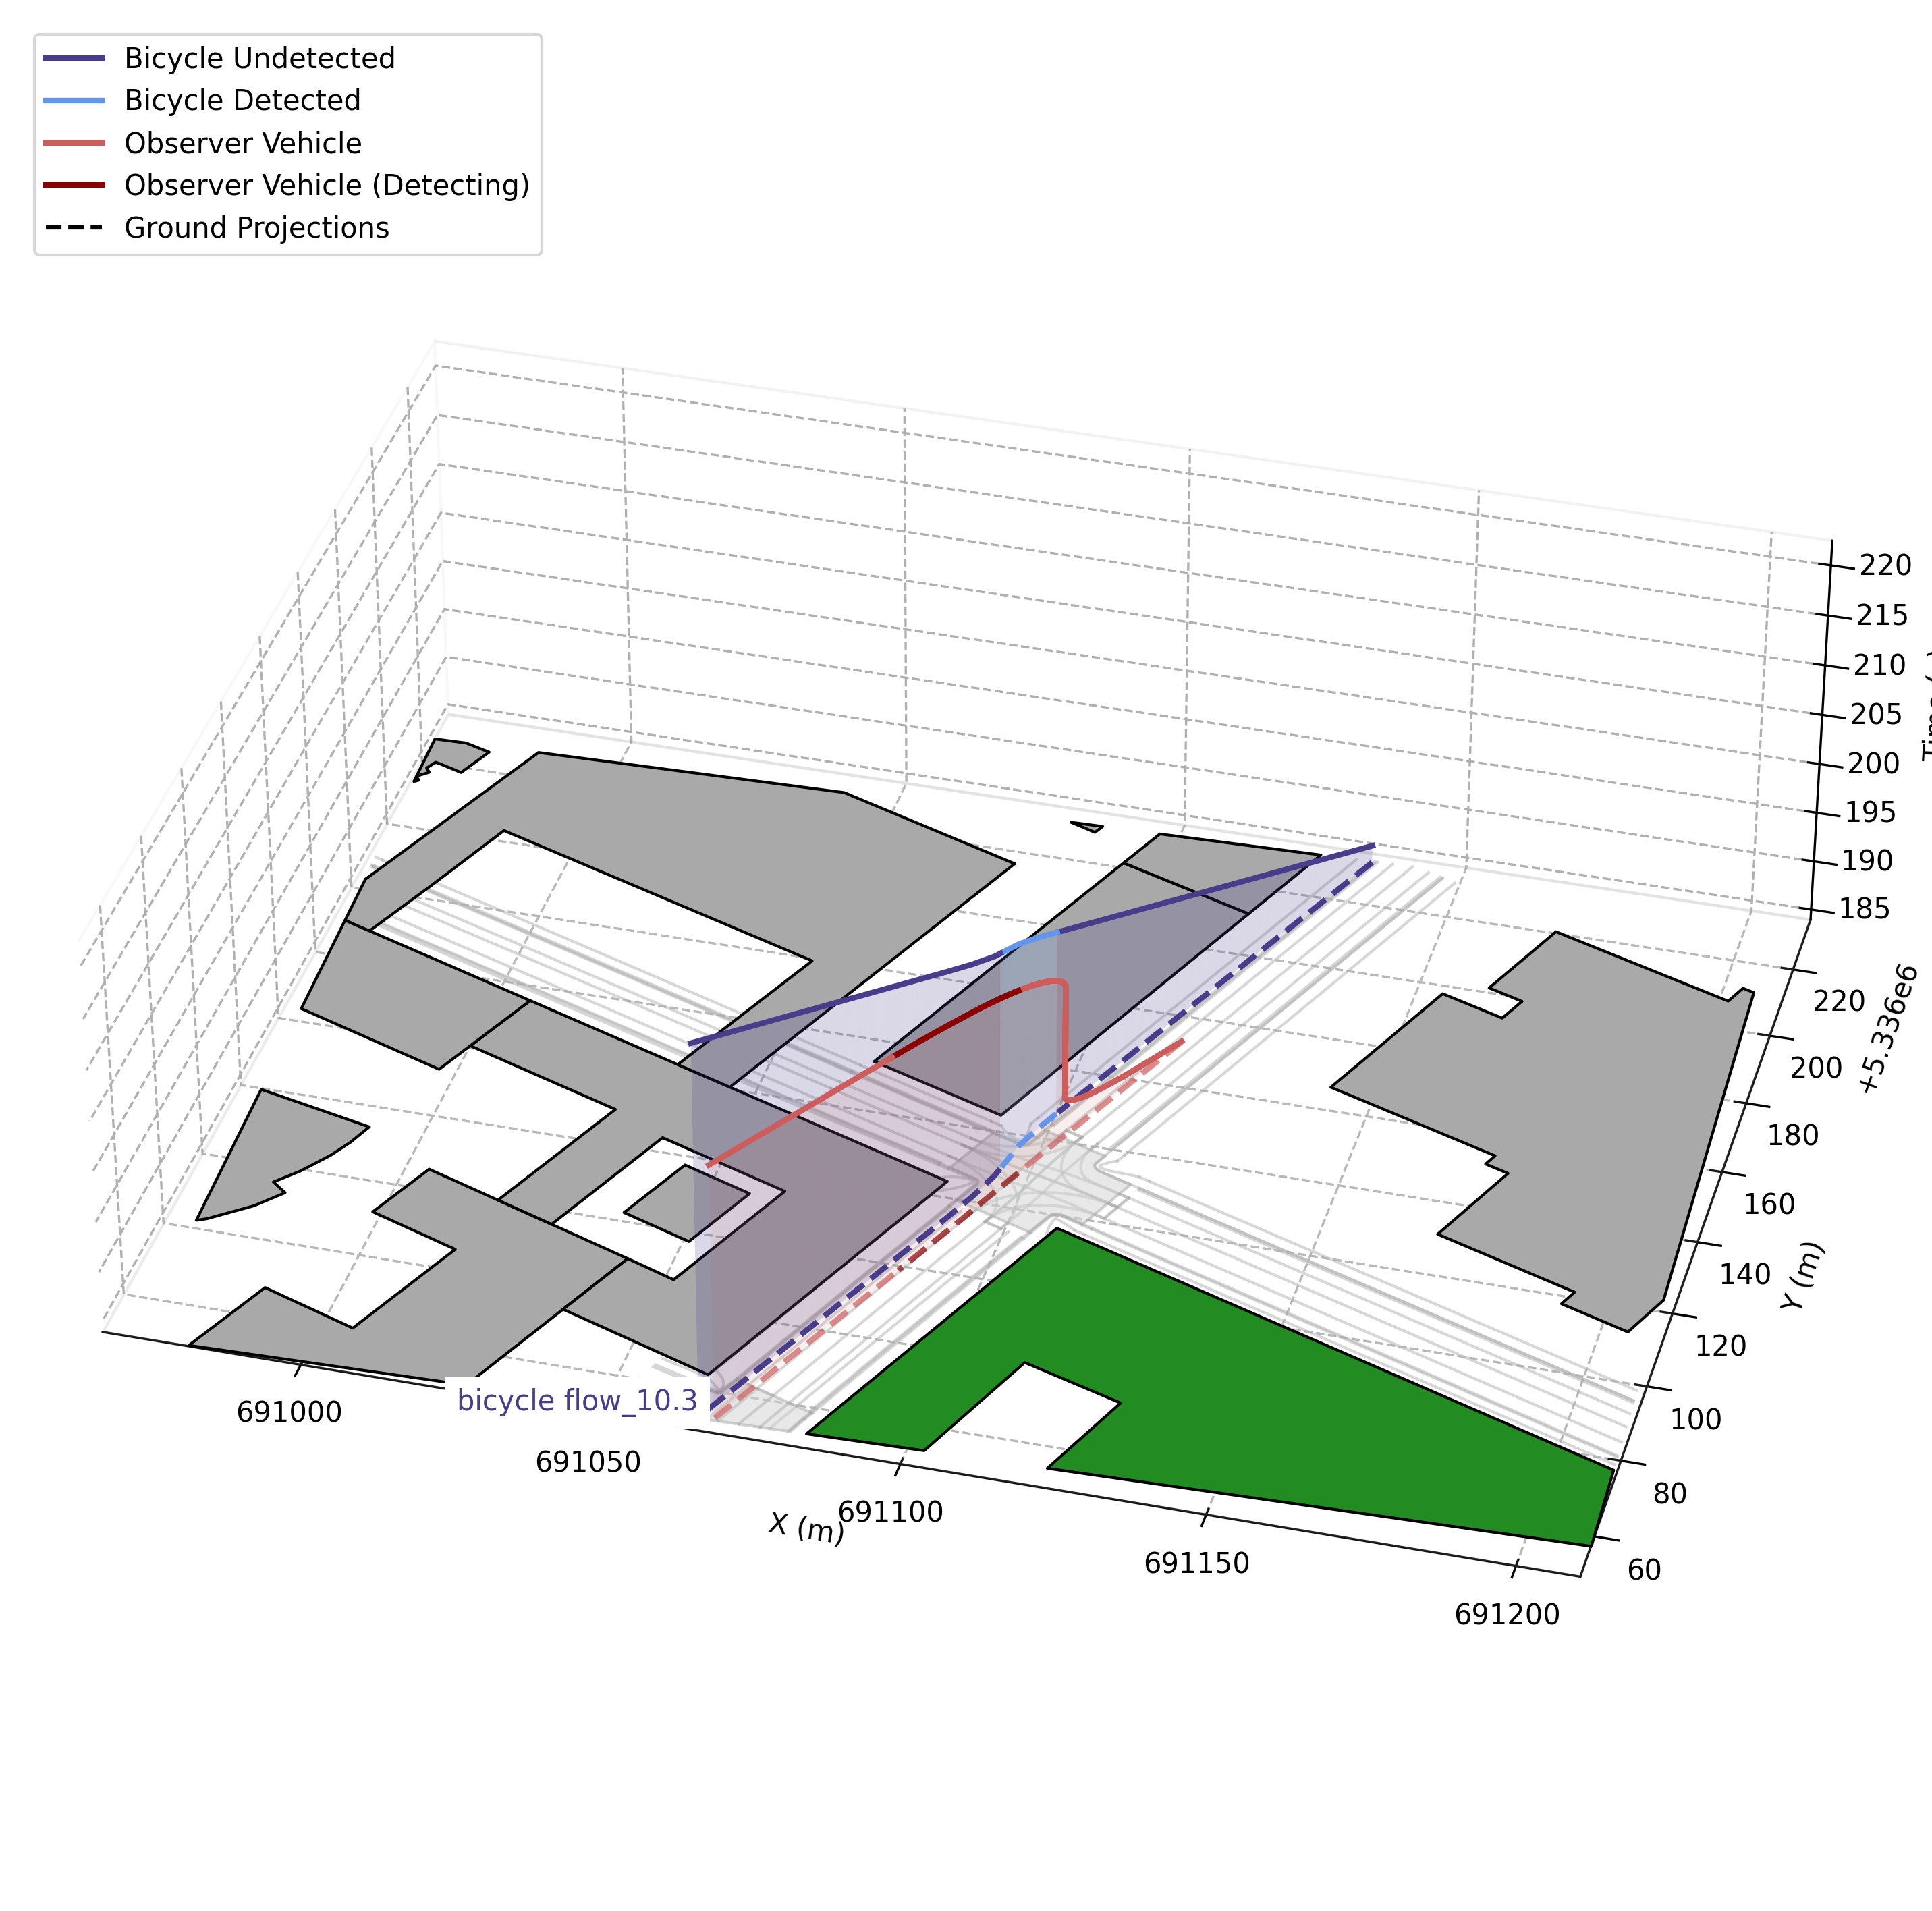 Bicycle Undetected
Bicycle Detected
Observer Vehicle
Observer Vehicle (Detecting)
Ground Projections
220
215
210
205
200
195
190
185
220
200
180
160
140
120
100
80
60
+5.336e6
Y (m)
bicycle flow_10.3
691000
691050
691100
691150
691200
X (m)